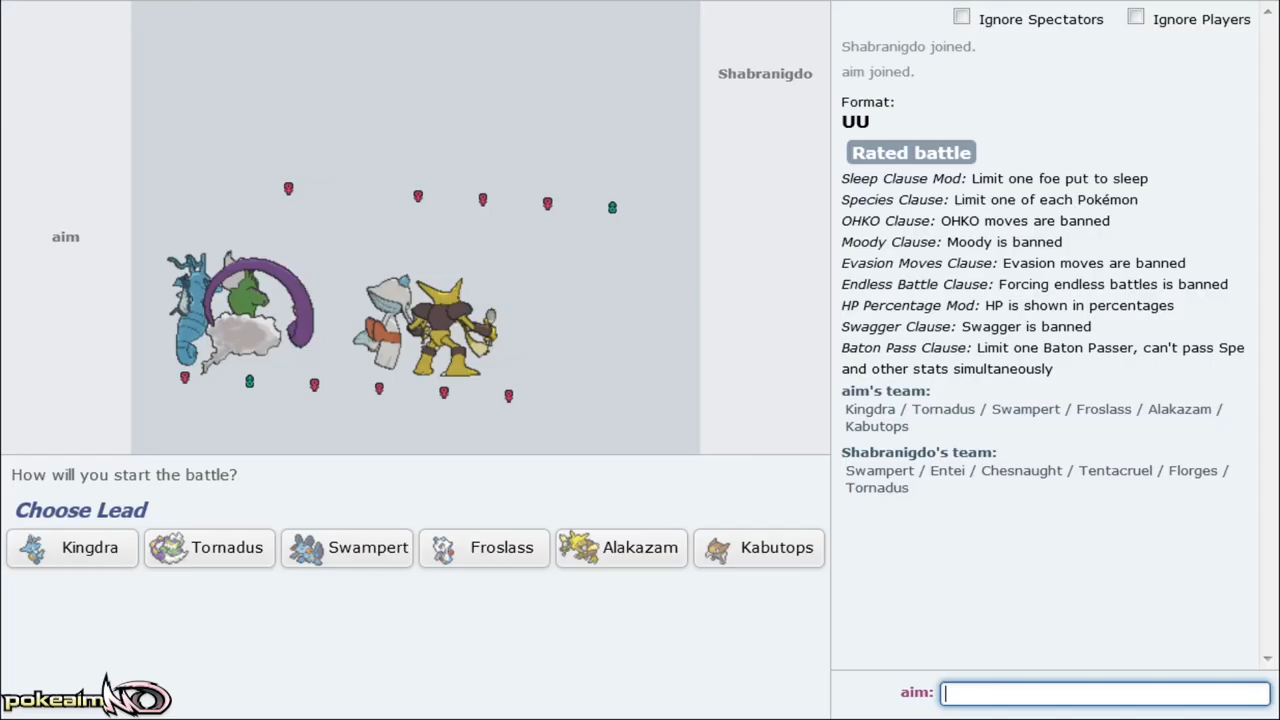 Ignore Spectators
Ignore Players
Shabranigdo joined.
aim joined.
Format:
UU
Rated battle
Sleep Clause Mod: Limit one foe put to sleep
Species Clause: Limit one of each Pokémon
OHKO Clause: OHKO moves are banned
Moody Clause: Moody is banned
Evasion Moves Clause: Evasion moves are banned
Endless Battle Clause: Forcing endless battles is banned
HP Percentage Mod: HP is shown in percentages
Swagger Clause: Swagger is banned
Baton Pass Clause: Limit one Baton Passer, can't pass Spe
and other stats simultaneously
aim's team:
Kingdra / Tornadus / Swampert / Froslass / Alakazam /
Kabutops
Shabranigdo's team:
Swampert / Entei / Chesnaught / Tentacruel / Florges /
Tornadus
Shabranigdo
aim
How will you start the battle?
Choose Lead
Kingdra
Tornadus
Swampert
Froslass
Alakazam
Kabutops
aim:
pokeaimMD